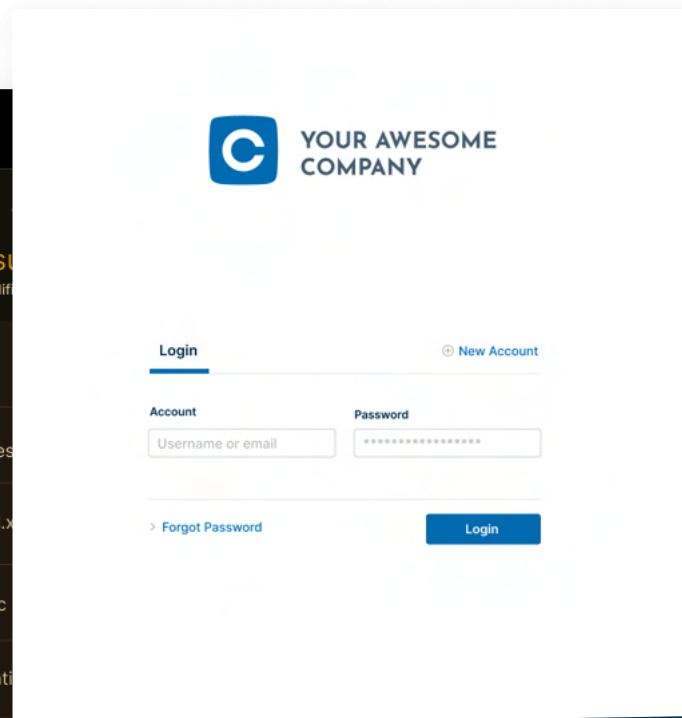 YOUR AWESOME
COMPANY
Login
New Account
Account
Password
Username or email
*****************
Forgot Password
Login